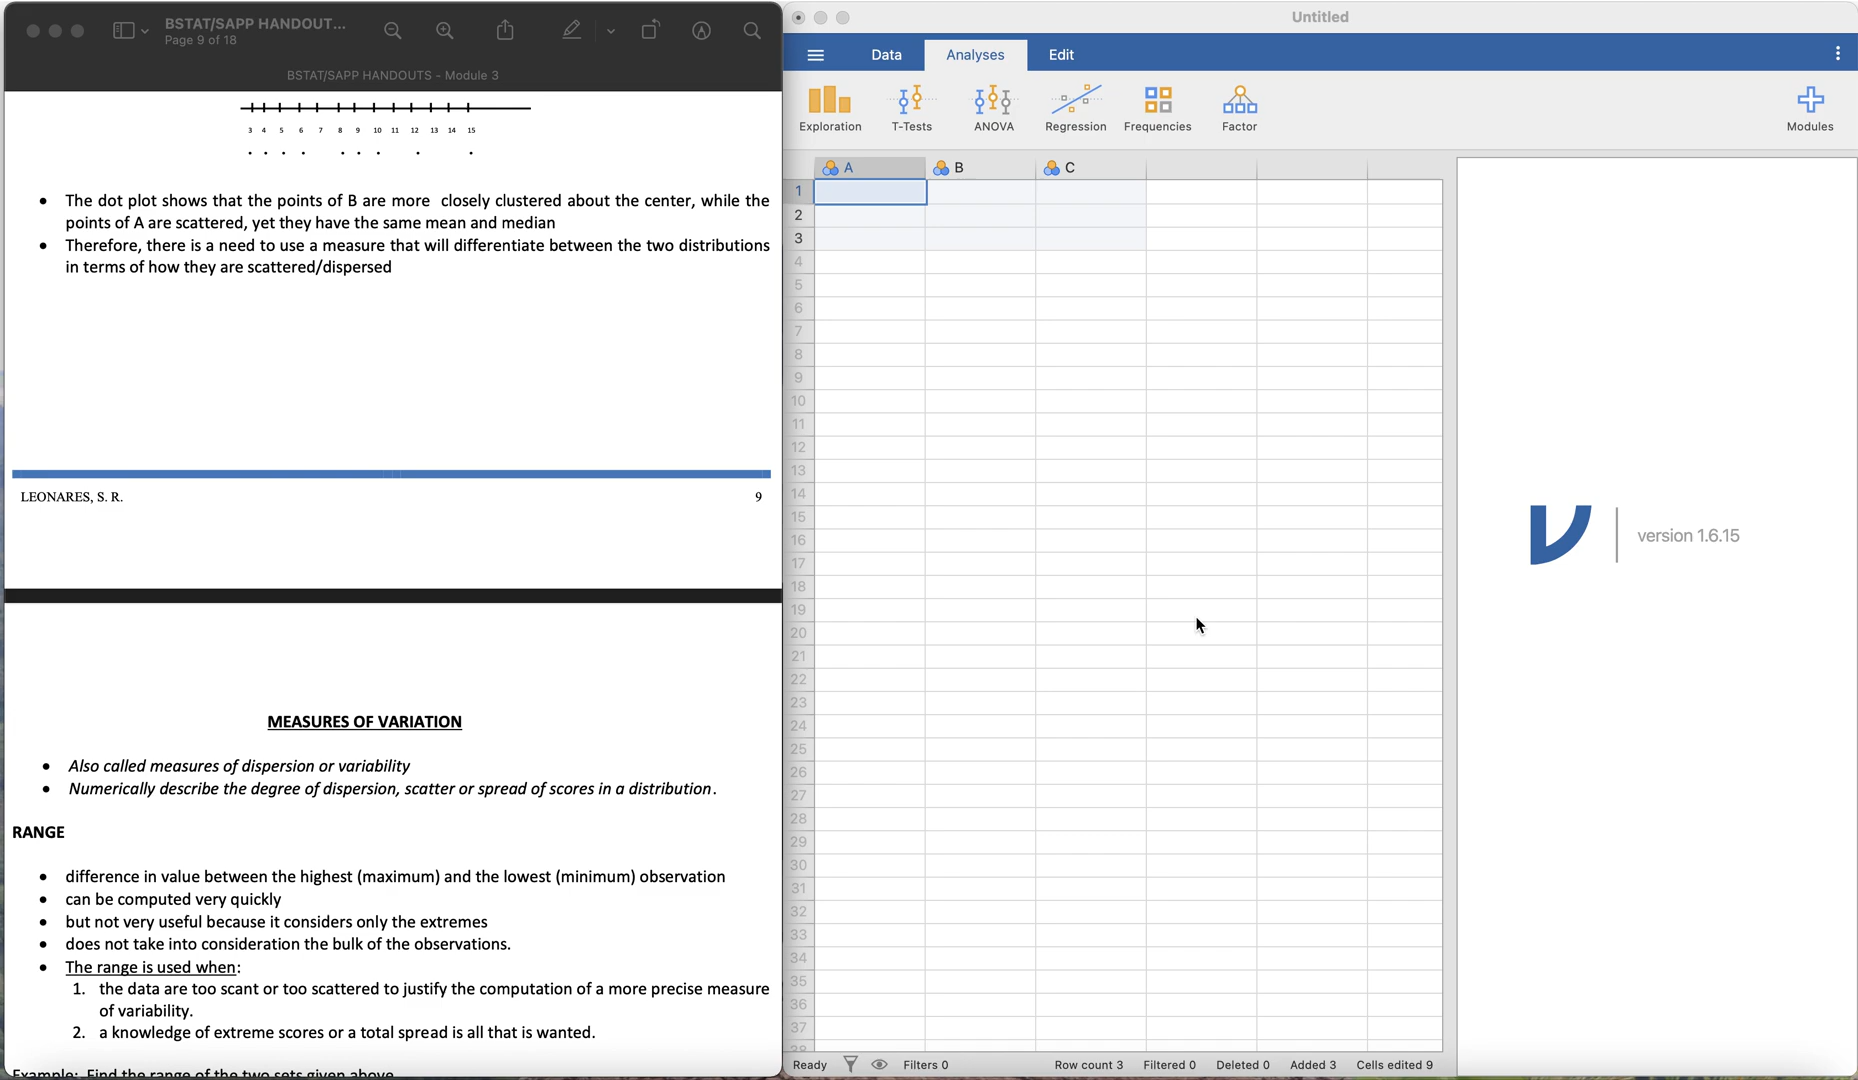 BSTAT/SAPP HANDOUT...
Page 9 of 18
BSTAT/SAPP HANDOUTS - Module 3
3 4 5 6 7 8 9 10 11 12 13 14 15
• The dot plot shows that the points of B are more closely clustered about the center, while the
points of A are scattered, yet they have the same mean and median
• Therefore, there is a need to use a measure that will differentiate between the two distributions
in terms of how they are scattered/dispersed
LEONARES, S. R.
9
MEASURES OF VARIATION
• Also called measures of dispersion or variability
• Numerically describe the degree of dispersion, scatter or spread of scores in a distribution.
RANGE
• difference in value between the highest (maximum) and the lowest (minimum) observation
• can be computed very quickly
• but not very useful because it considers only the extremes
• does not take into consideration the bulk of the observations.
• The range is used when:
1. the data are too scant or too scattered to justify the computation of a more precise measure
of variability.
2. a knowledge of extreme scores or a total spread is all that is wanted.
Example: Find the range of the two sets given above
Untitled
Data Analyses Edit
Exploration T-Tests ANOVA Regression Frequencies Factor Modules
A B C
1
2
3
4
5
6
7
8
9
10
11
12
13
14
15
16
17
18
19
20
21
22
23
24
25
26
27
28
29
30
31
32
33
34
35
36
37
38
version 1.6.15
Ready Filters 0 Row count 3 Filtered 0 Deleted 0 Added 3 Cells edited 9